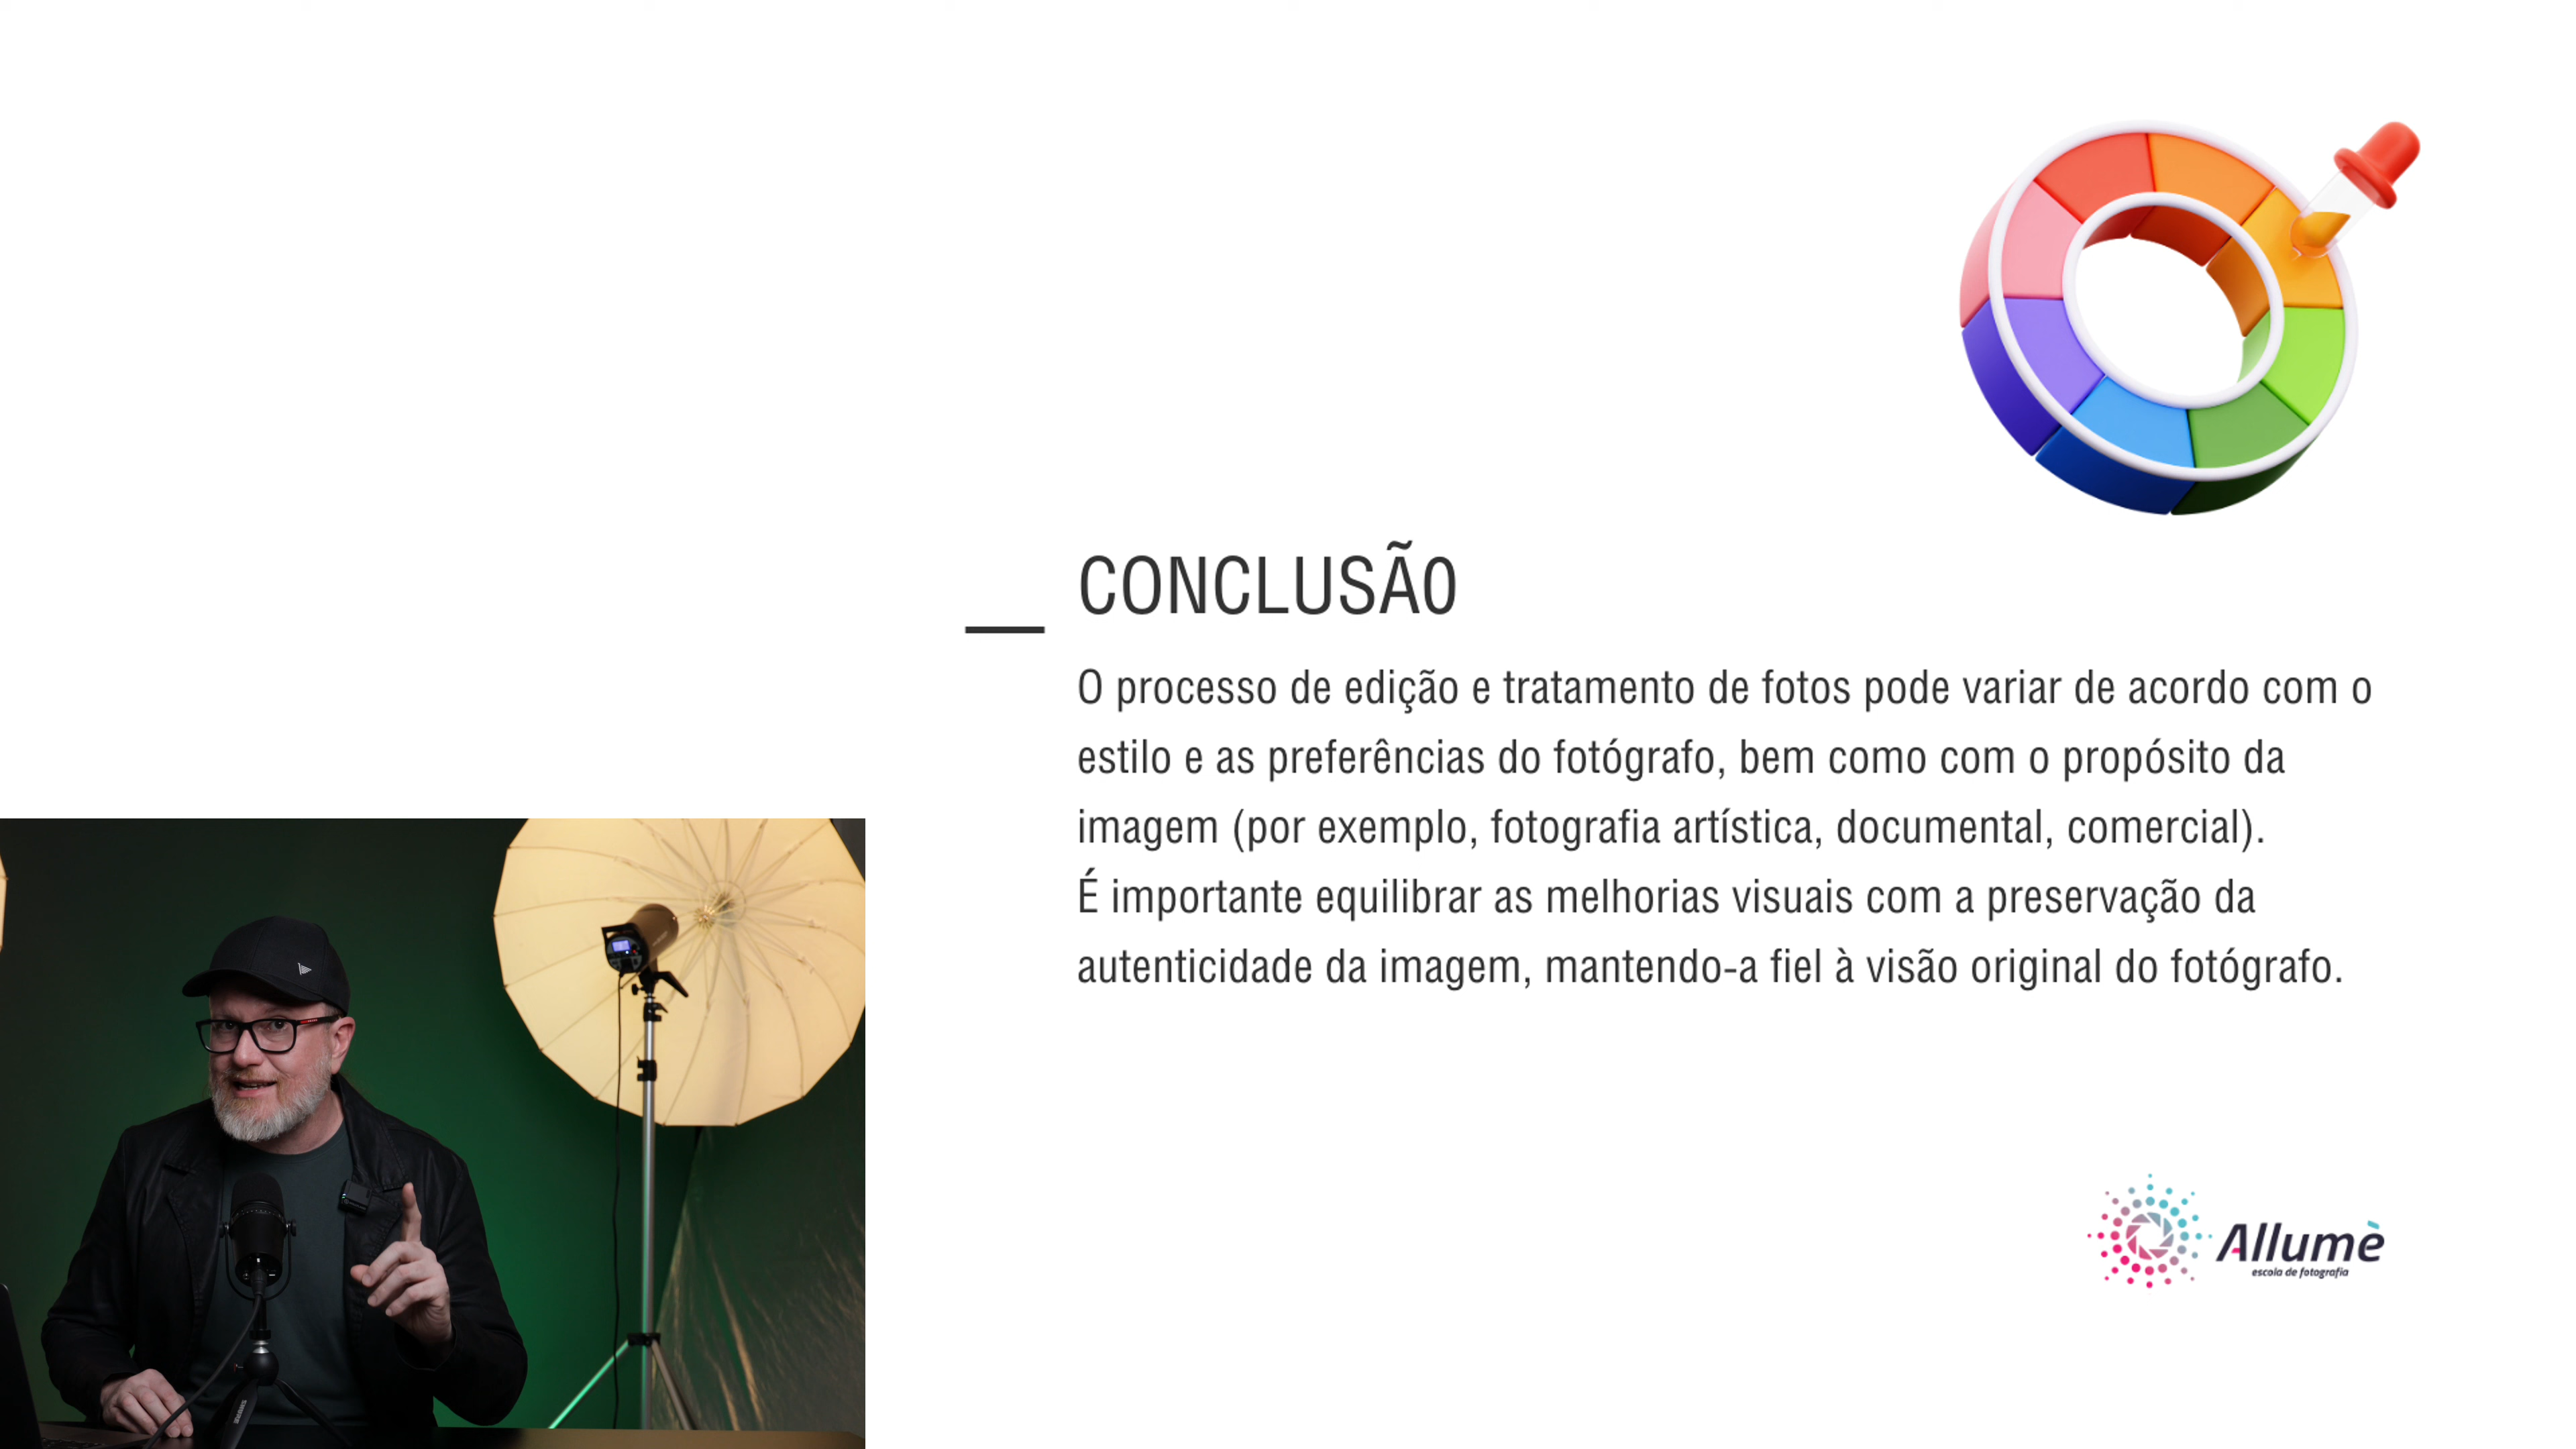 CONCLUSÃO
O processo de edição e tratamento de fotos pode variar de acordo com o
estilo e as preferências do fotógrafo, bem como com o propósito da
imagem (por exemplo, fotografia artística, documental, comercial).
É importante equilibrar as melhorias visuais com a preservação da
autenticidade da imagem, mantendo-a fiel à visão original do fotógrafo.
Allumè
escola de fotografia